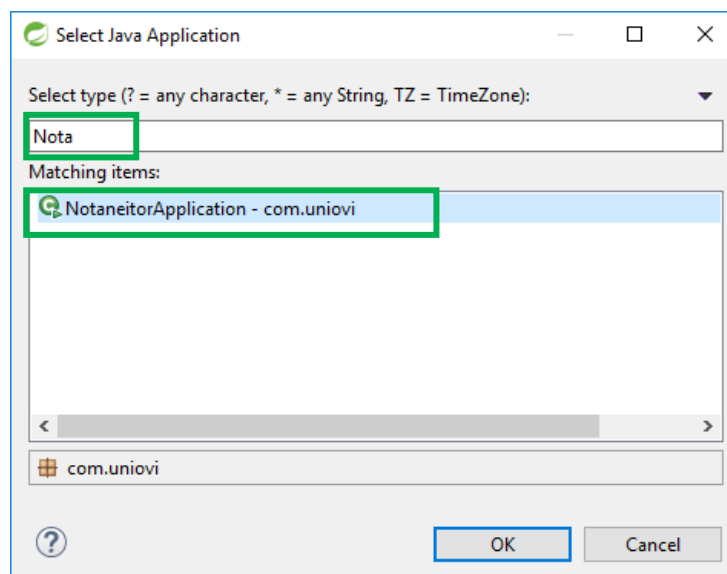 Select Java Application
Select type (? = any character, * = any String, TZ = TimeZone):
Nota
Matching items:
NotaneitorApplication - com.uniovi
com.uniovi
OK
Cancel